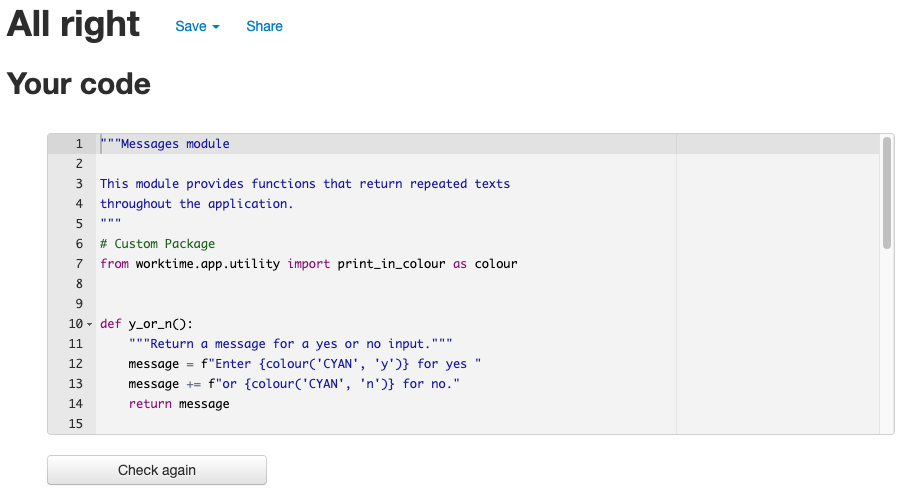 All right Save Share
Your code
1 """Messages module
2
3 This module provides functions that return repeated texts
4 throughout the application.
5 """
6 # Custom Package
7 from worktime.app.utility import print_in_colour as colour
8
9
10 def y_or_n():
11     """Return a message for a yes or no input."""
12     message = f"Enter {colour('CYAN', 'y')} for yes "
13     message += f"or {colour('CYAN', 'n')} for no."
14     return message
15
Check again